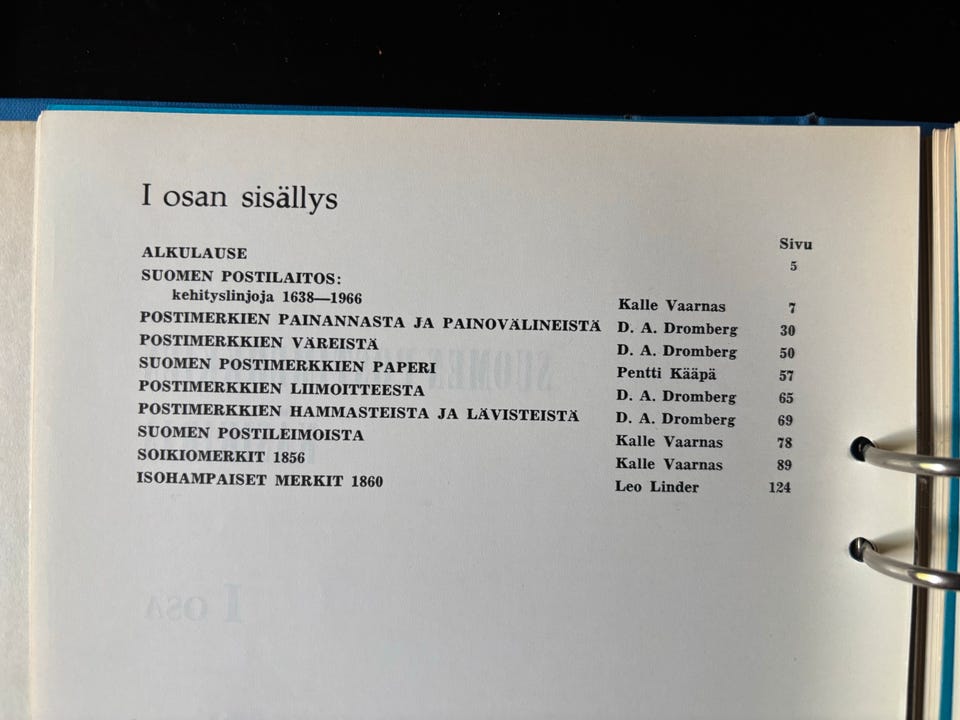 I osan sisällys
Sivu
ALKULAUSE 5
SUOMEN POSTILAITOS:
kehityslinjoja 1638—1966 Kalle Vaarnas 7
POSTIMERKIEN PAINANNASTA JA PAINOVÄLINEISTÄ D. A. Dromberg 30
POSTIMERKKIEN VÄREISTÄ D. A. Dromberg 50
SUOMEN POSTIMERKKIEN PAPERI Pentti Kääpä 57
POSTIMERKKIEN LIIMOITTEESTA D. A. Dromberg 65
POSTIMERKKIEN HAMMASTEISTA JA LÄVISTEISTÄ D. A. Dromberg 69
SUOMEN POSTILEIMOISTA Kalle Vaarnas 78
SOIKIOMERKIT 1856 Kalle Vaarnas 89
ISOHAMPAISET MERKIT 1860 Leo Linder 124
I OSA